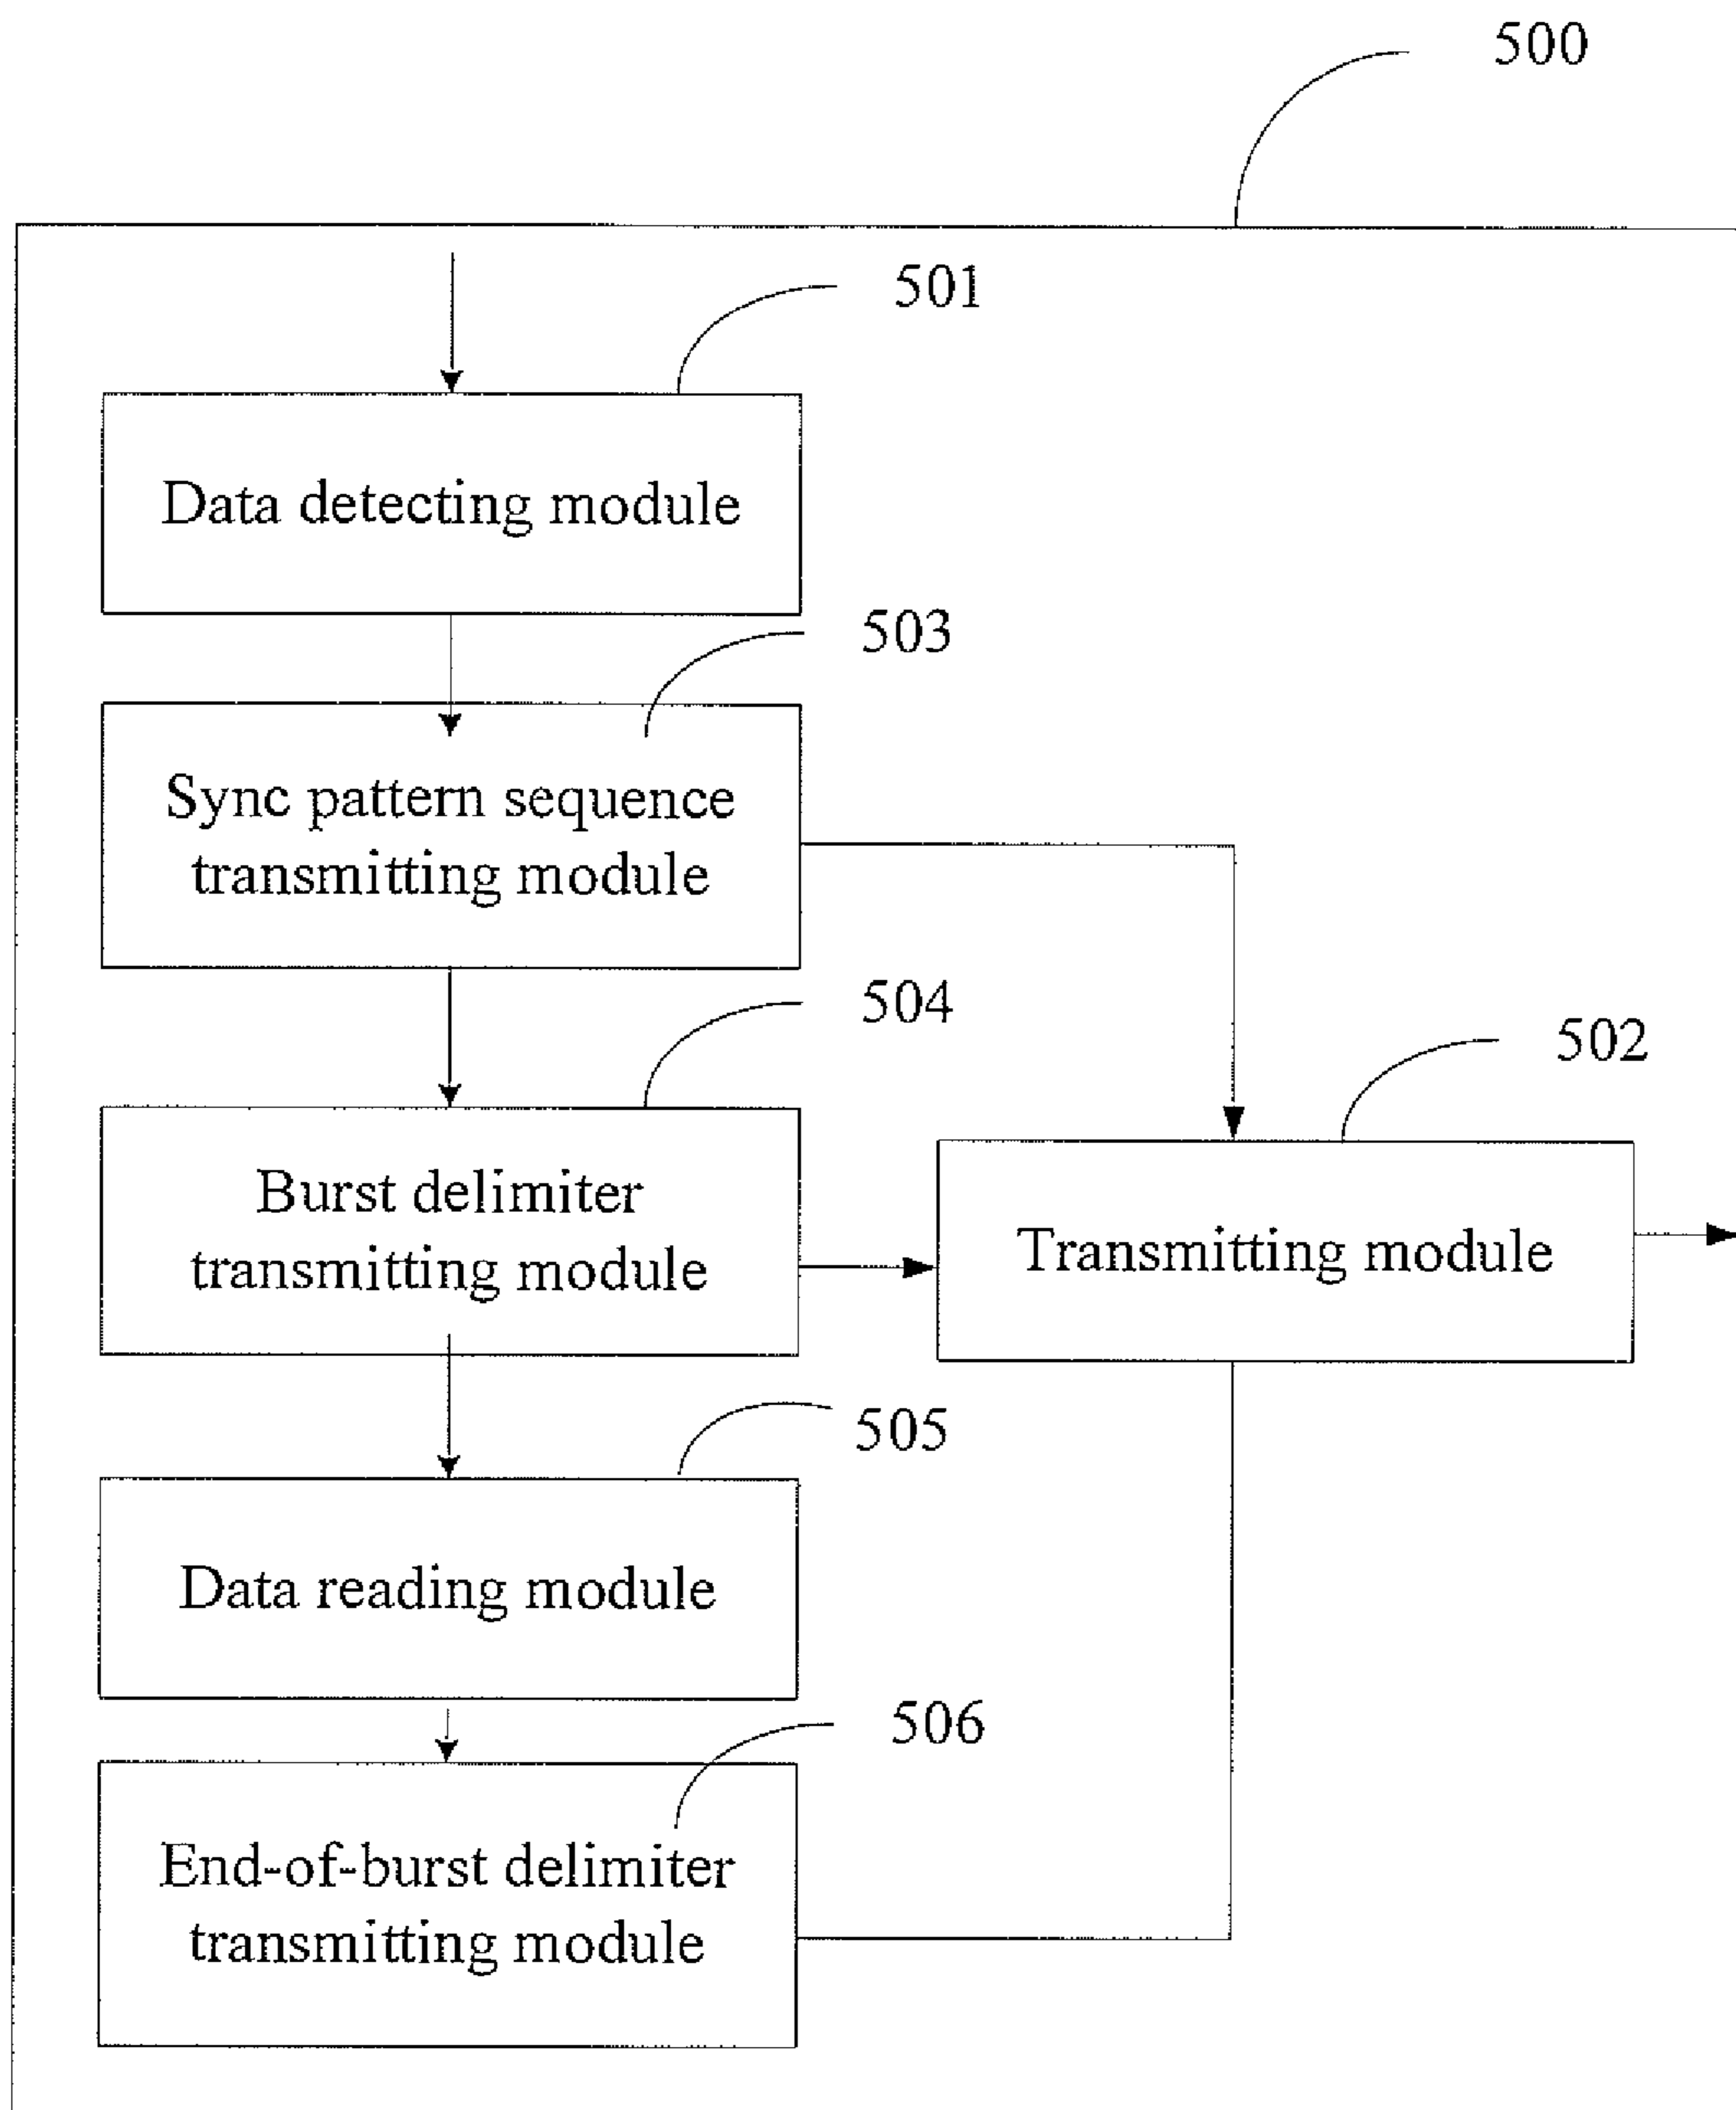 500
501
Data detecting module
503
Sync pattern sequence
transmitting module
504
502
Burst delimiter
transmitting module
Transmitting module
505
Data reading module
506
End-of-burst delimiter
transmitting module